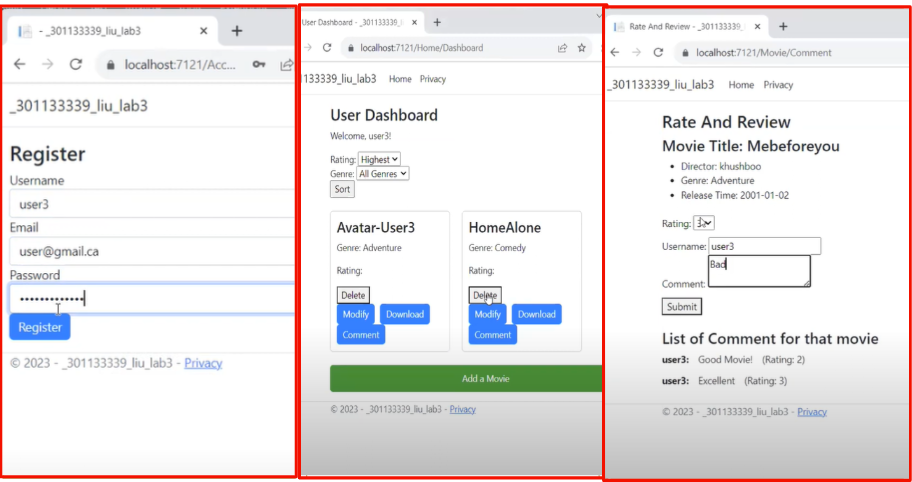 - _301133339_liu_lab3
localhost:7121/Acc...
_301133339_liu_lab3
Register
Username
user3
Email
user@gmail.ca
Password
Register
© 2023 - _301133339_liu_lab3 - Privacy
User Dashboard - _301133339_l
localhost:7121/Home/Dashboard
133339_liu_lab3 Home Privacy
User Dashboard
Welcome, user3!
Rating: Highest
Genre: All Genres
Sort
Avatar-User3
Genre: Adventure
Rating:
Delete
Modify Download
Comment
HomeAlone
Genre: Comedy
Rating:
Delete
Modify Download
Comment
Add a Movie
© 2023 - _301133339_liu_lab3 - Privacy
Rate And Review - _301133339_
localhost:7121/Movie/Comment
_301133339_liu_lab3 Home Privacy
Rate And Review
Movie Title: Mebeforeyou
• Director: khushboo
• Genre: Adventure
• Release Time: 2001-01-02
Rating: 3
Username: user3
Bad
Comment:
Submit
List of Comment for that movie
user3: Good Movie! (Rating: 2)
user3: Excellent (Rating: 3)
© 2023 - _301133339_liu_lab3 - Privacy